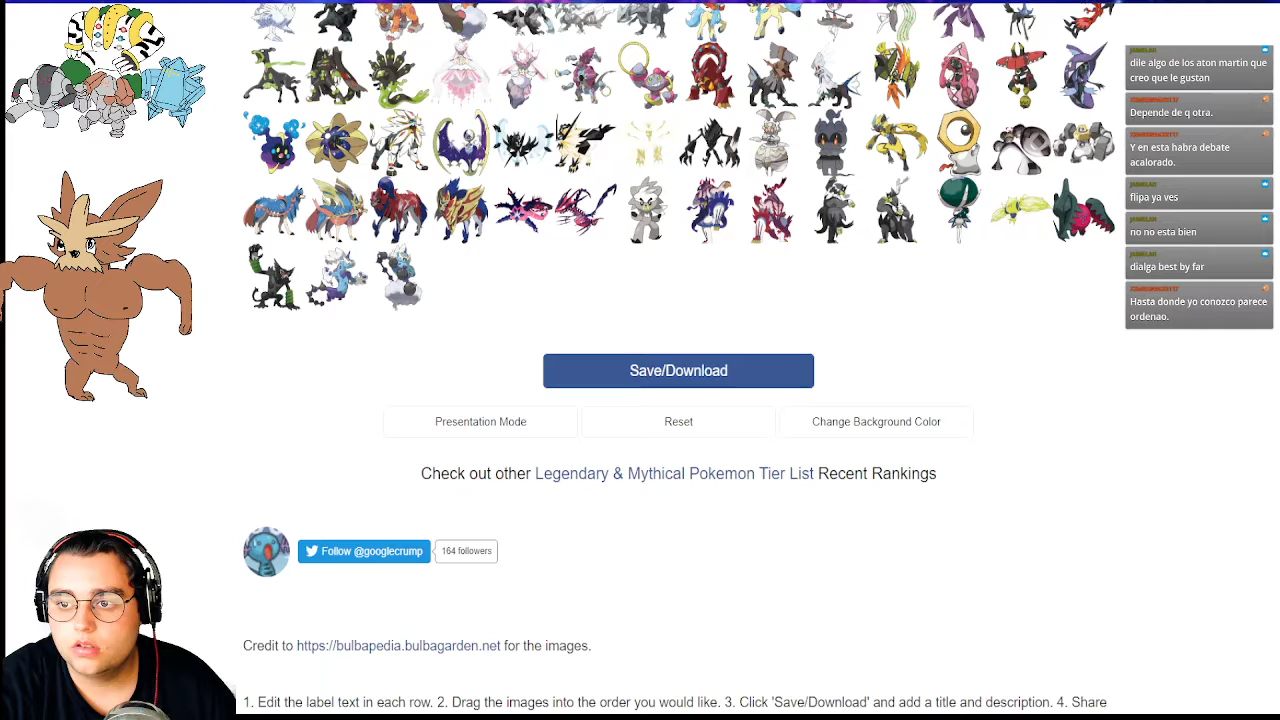 dile algo de los aton martin que
creo que le gustan
Depende de q otra.
Y en esta habra debate
acalorado.
flipa ya ves
no no esta bien
dialga best by far
Hasta donde yo conozco parece
ordenao.
Save/Download
Presentation Mode
Reset
Change Background Color
Check out other Legendary & Mythical Pokemon Tier List Recent Rankings
Follow @googlecrump
164 followers
Credit to https://bulbapedia.bulbagarden.net for the images.
1. Edit the label text in each row. 2. Drag the images into the order you would like. 3. Click 'Save/Download' and add a title and description. 4. Share